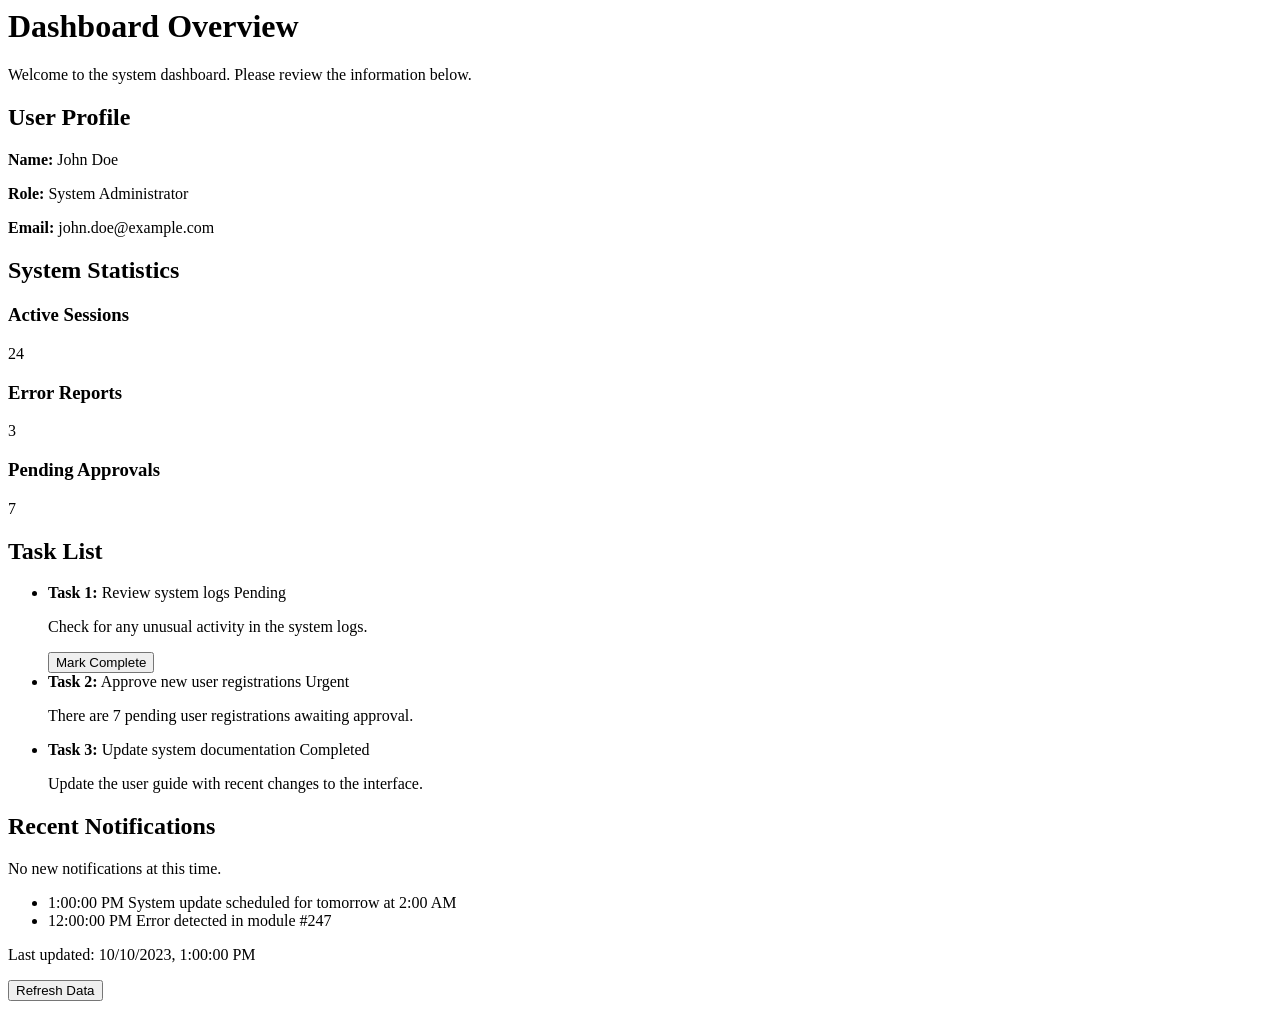 Dashboard Overview
Welcome to the system dashboard. Please review the information below.
User Profile
Name: John Doe
Role: System Administrator
Email: john.doe@example.com
System Statistics
Active Sessions
24
Error Reports
3
Pending Approvals
7
Task List
Task 1: Review system logs Pending
Check for any unusual activity in the system logs.
Mark Complete
Task 2: Approve new user registrations Urgent
There are 7 pending user registrations awaiting approval.
Task 3: Update system documentation Completed
Update the user guide with recent changes to the interface.
Recent Notifications
No new notifications at this time.
1:00:00 PM System update scheduled for tomorrow at 2:00 AM
12:00:00 PM Error detected in module #247
Last updated: 10/10/2023, 1:00:00 PM
Refresh Data